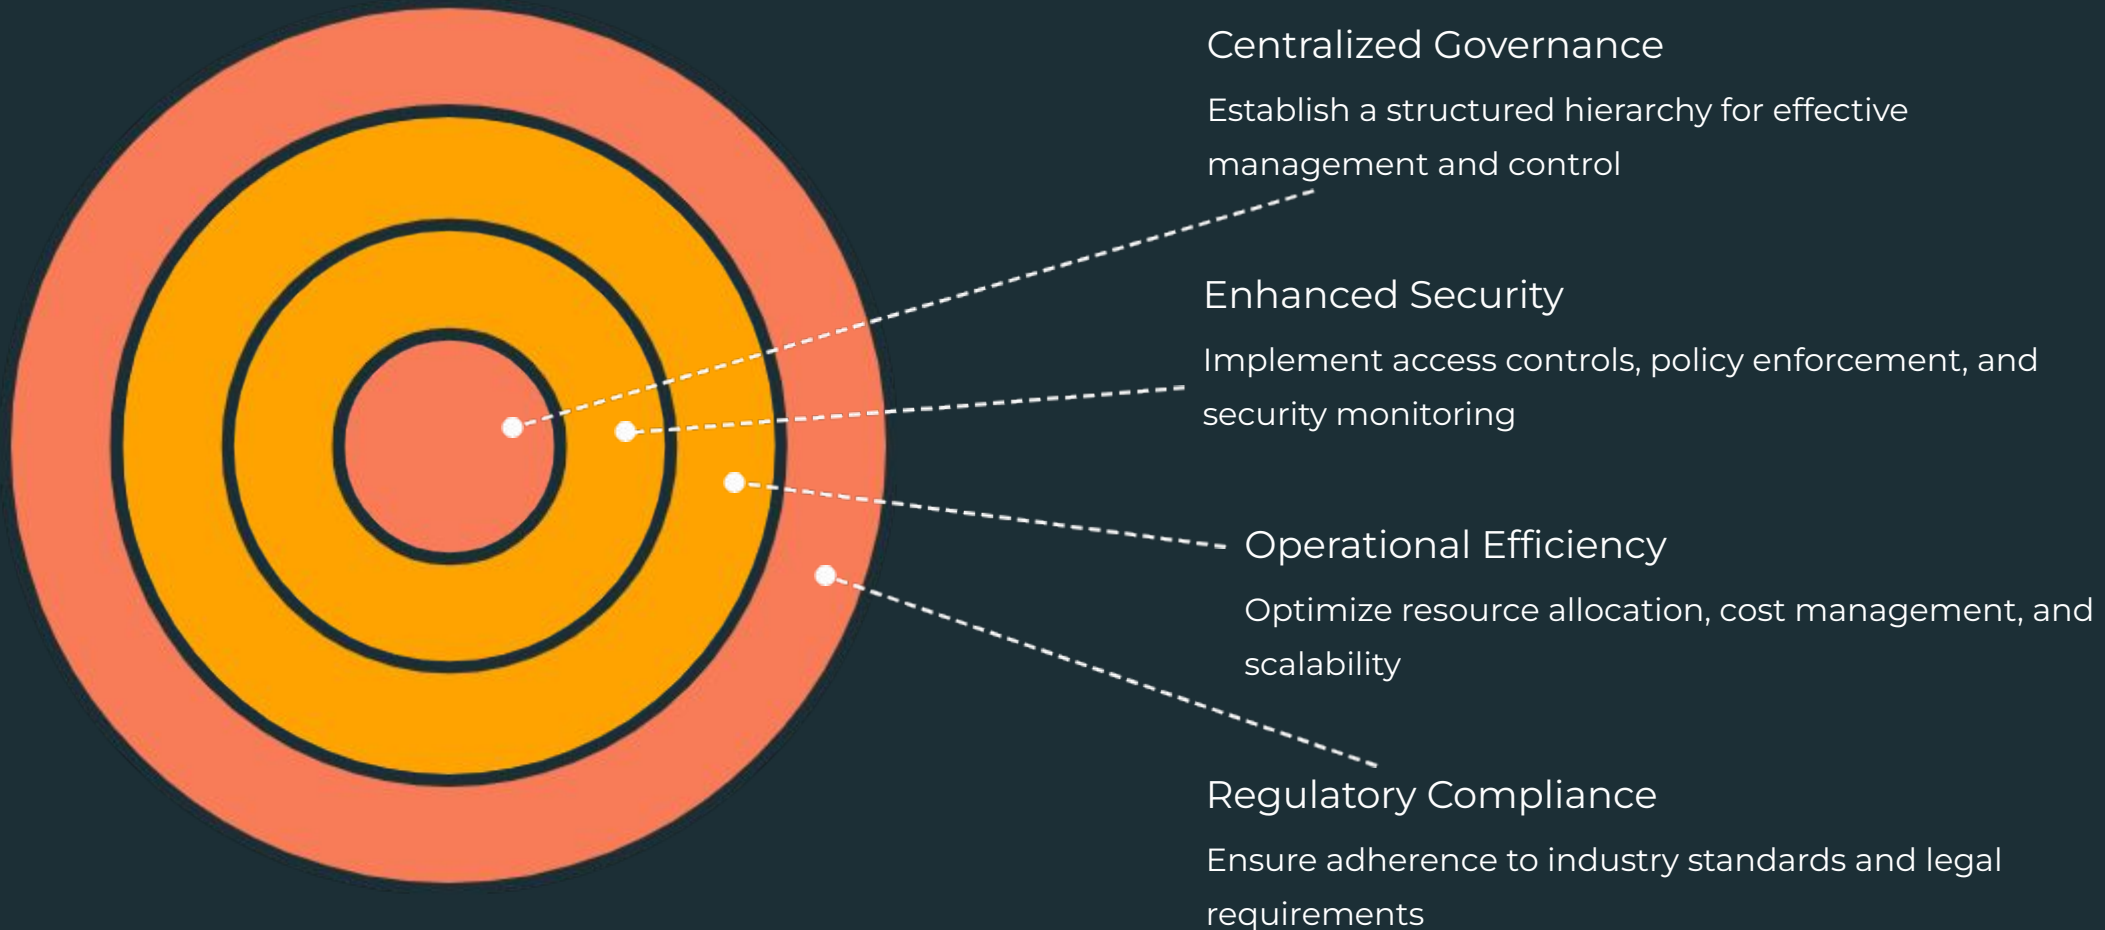 Centralized Governance
Establish a structured hierarchy for effective
management and control
Enhanced Security
Implement access controls, policy enforcement, and
security monitoring
Operational Efficiency
Optimize resource allocation, cost management, and
scalability
Regulatory Compliance
Ensure adherence to industry standards and legal
requirements